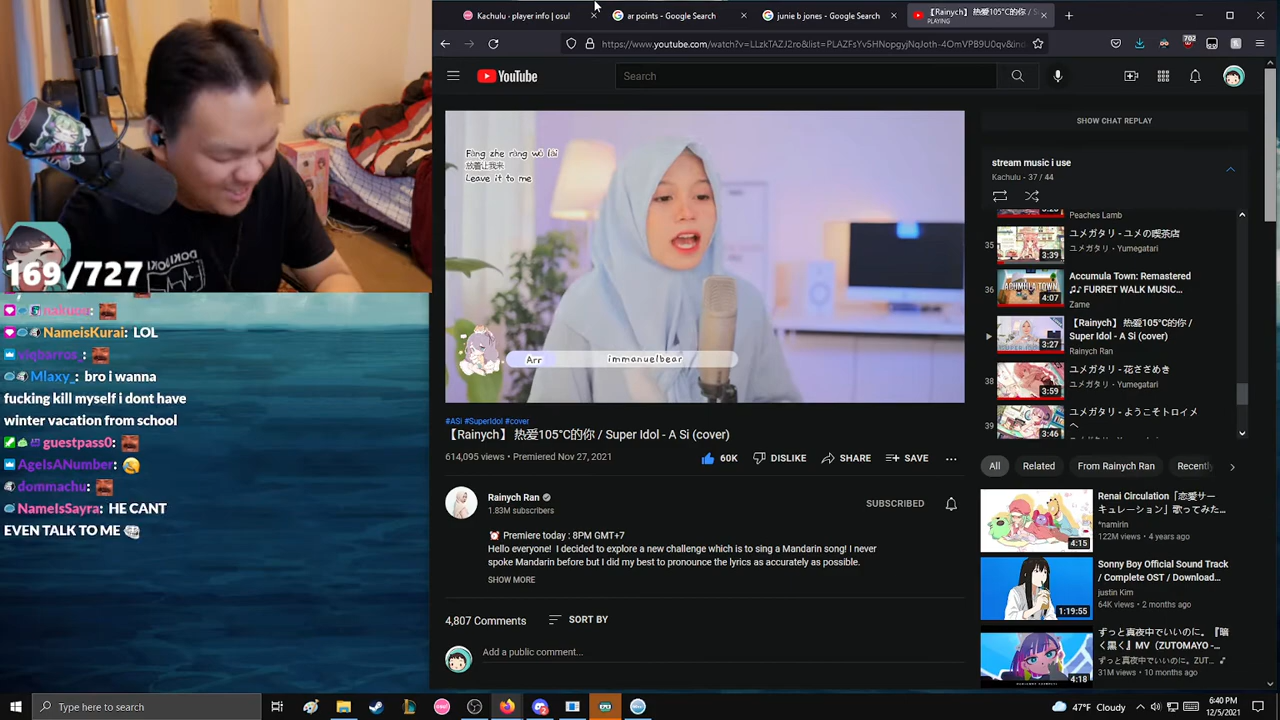 Kachulu - player info | osu!
ar points - Google Search
junie b jones - Google Search
【Rainych】 热爱105°C的你 / S
PLAYING
https://www.youtube.com/watch?v=LLzkTAZJ2ro&list=PLAZFsYvSHNopgyjNqJoth-4OmVPB9U0qv&ind
702
YouTube
Search
Fàng zhe ràng wǒ lái
放着让我来
Leave it to me
Arr
immanuelbear
SHOW CHAT REPLAY
stream music i use
Kachulu - 37 / 44
Peaches Lamb
35
3:39
ユメガタリ - ユメの喫茶店
ユメガタリ - Yumegatari
36
ACCUMULA TOWN
4:07
Accumula Town: Remastered
♫♫ FURRET WALK MUSIC...
Zame
3:27
【Rainych】 热爱105°C的你 /
Super Idol - A Si (cover)
Rainych Ran
38
3:59
ユメガタリ - 花ざさめき
ユメガタリ - Yumegatari
39
3:46
ユメガタリ - ようこそトロイメ
へ
#ASi #SuperIdol #cover
【Rainych】 热爱105°C的你 / Super Idol - A Si (cover)
614,095 views • Premiered Nov 27, 2021
60K
DISLIKE
SHARE
SAVE
Rainych Ran
1.83M subscribers
SUBSCRIBED
Premiere today : 8PM GMT+7
Hello everyone! I decided to explore a new challenge which is to sing a Mandarin song! I never
spoke Mandarin before but I did my best to pronounce the lyrics as accurately as possible.
SHOW MORE
4,807 Comments
SORT BY
Add a public comment...
All
Related
From Rainych Ran
Recently
4:15
Renai Circulation「恋愛サー
キュレーション」歌ってみた...
*namirin
122M views • 4 years ago
1:19:55
Sonny Boy Official Sound Track
/ Complete OST / Download...
justin Kim
64K views • 2 months ago
4:18
ずっと真夜中でいいのに。『暗
く黒く』MV（ZUTOMAYO -...
ずっと真夜中でいいのに。 ZUT...
31M views • 10 months ago
DOKIDOKI
169/727
NameisKurai: LOL
viqbarros_:
Mlaxy_: bro i wanna
fucking kill myself i dont have
winter vacation from school
guestpass0:
AgeIsANumber:
dommachu:
NameIsSayra: HE CANT
EVEN TALK TO ME
Type here to search
osu!
47°F Cloudy
6:40 PM
12/5/2021